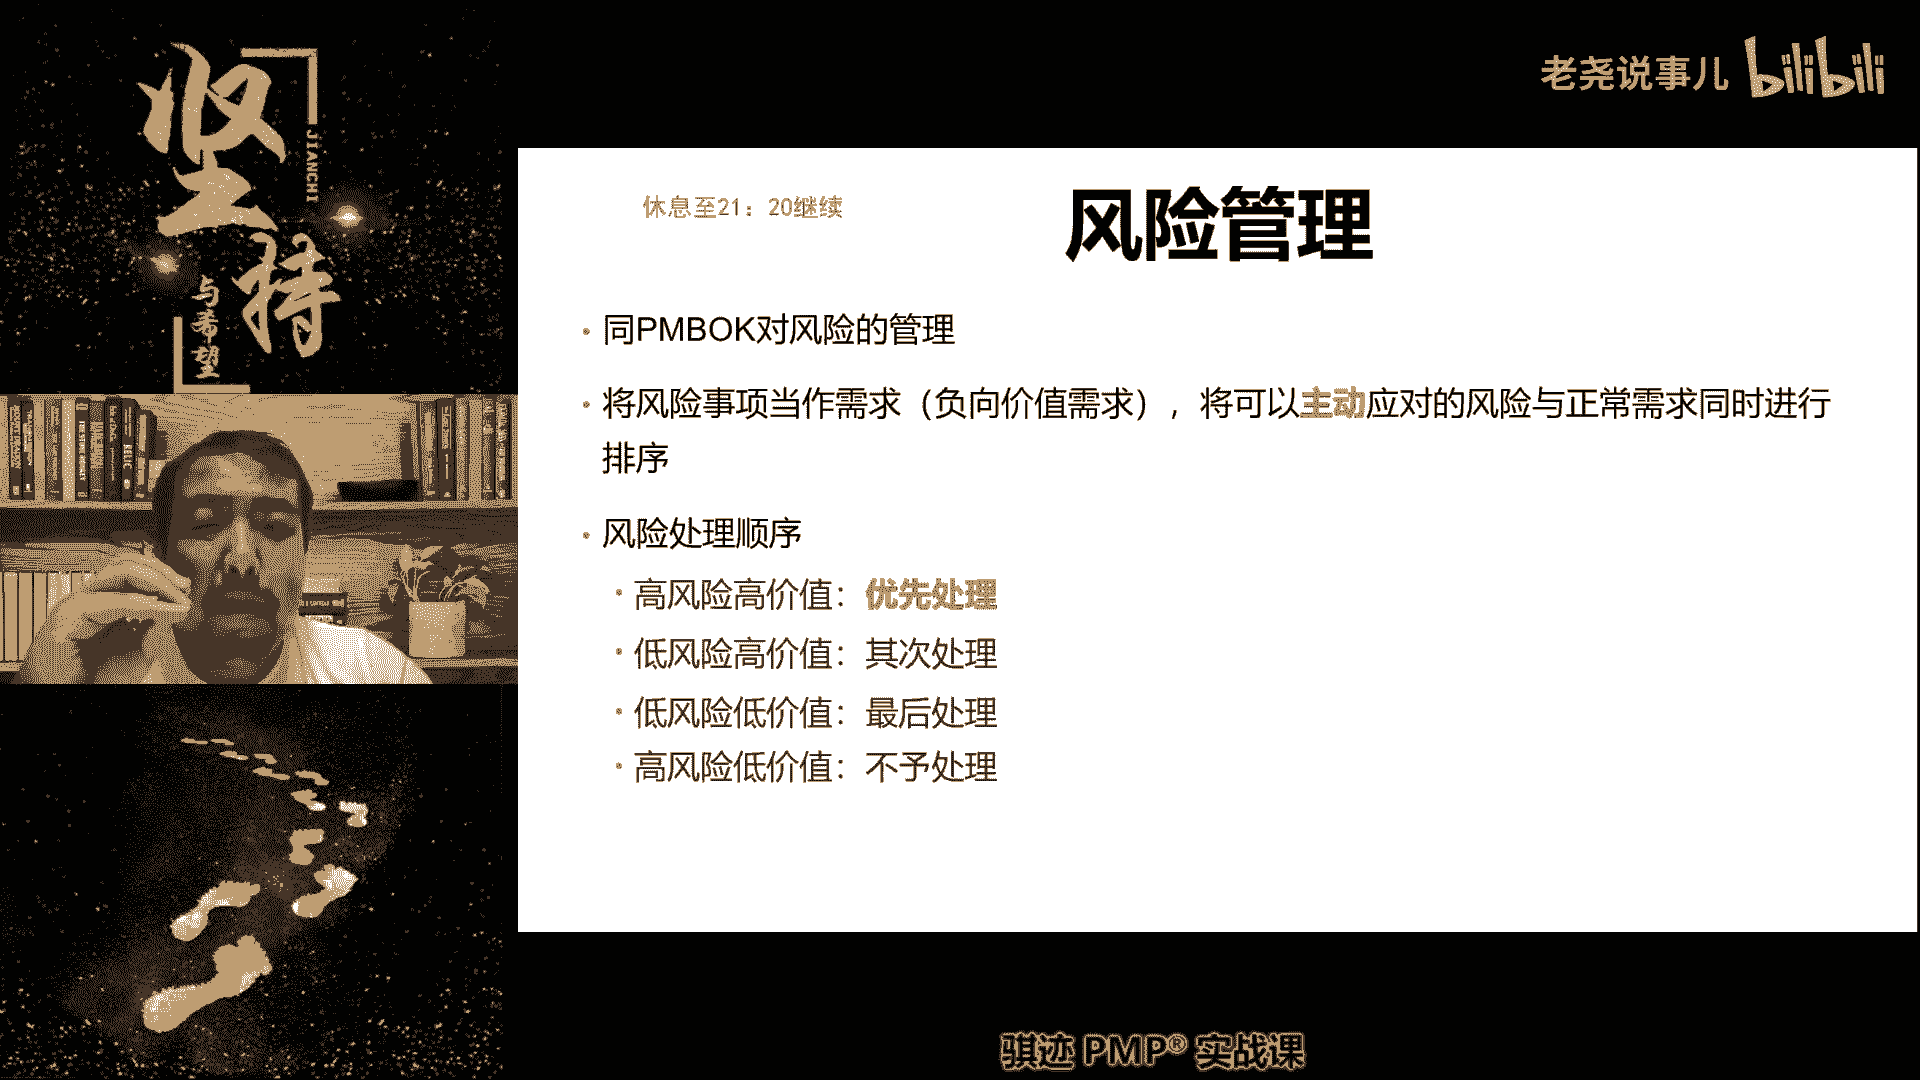 坚持
JIANCHI
与希望
老尧说事儿 bilibili
休息至21：20继续
风险管理
• 同PMBOK对风险的管理
• 将风险事项当作需求（负向价值需求），将可以主动应对的风险与正常需求同时进行
排序
• 风险处理顺序
• 高风险高价值：优先处理
• 低风险高价值：其次处理
• 低风险低价值：最后处理
• 高风险低价值：不予处理
骐迹 PMP® 实战课